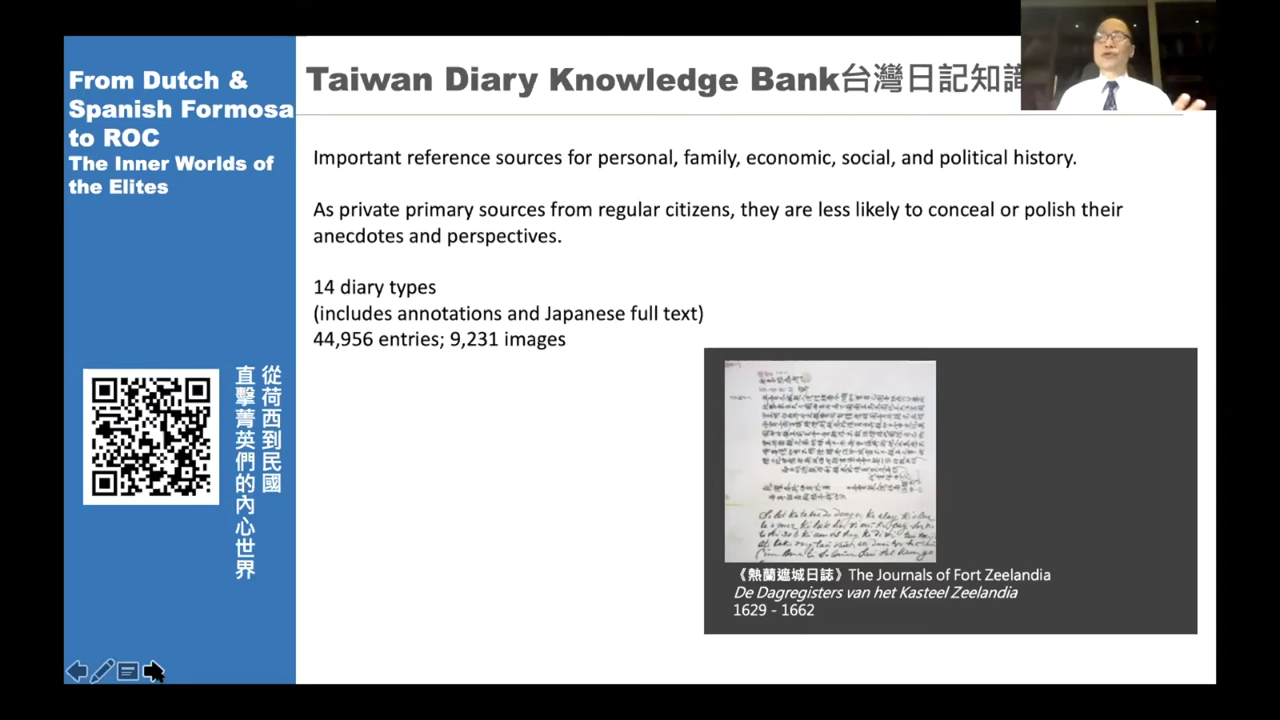 From Dutch &
Spanish Formosa
to ROC
The Inner Worlds of
the Elites
從荷西到民國
直擊菁英們的內心世界
Taiwan Diary Knowledge Bank台灣日記知識
Important reference sources for personal, family, economic, social, and political history.
As private primary sources from regular citizens, they are less likely to conceal or polish their
anecdotes and perspectives.
14 diary types
(includes annotations and Japanese full text)
44,956 entries; 9,231 images
《熱蘭遮城日誌》The Journals of Fort Zeelandia
De Dagregisters van het Kasteel Zeelandia
1629 - 1662